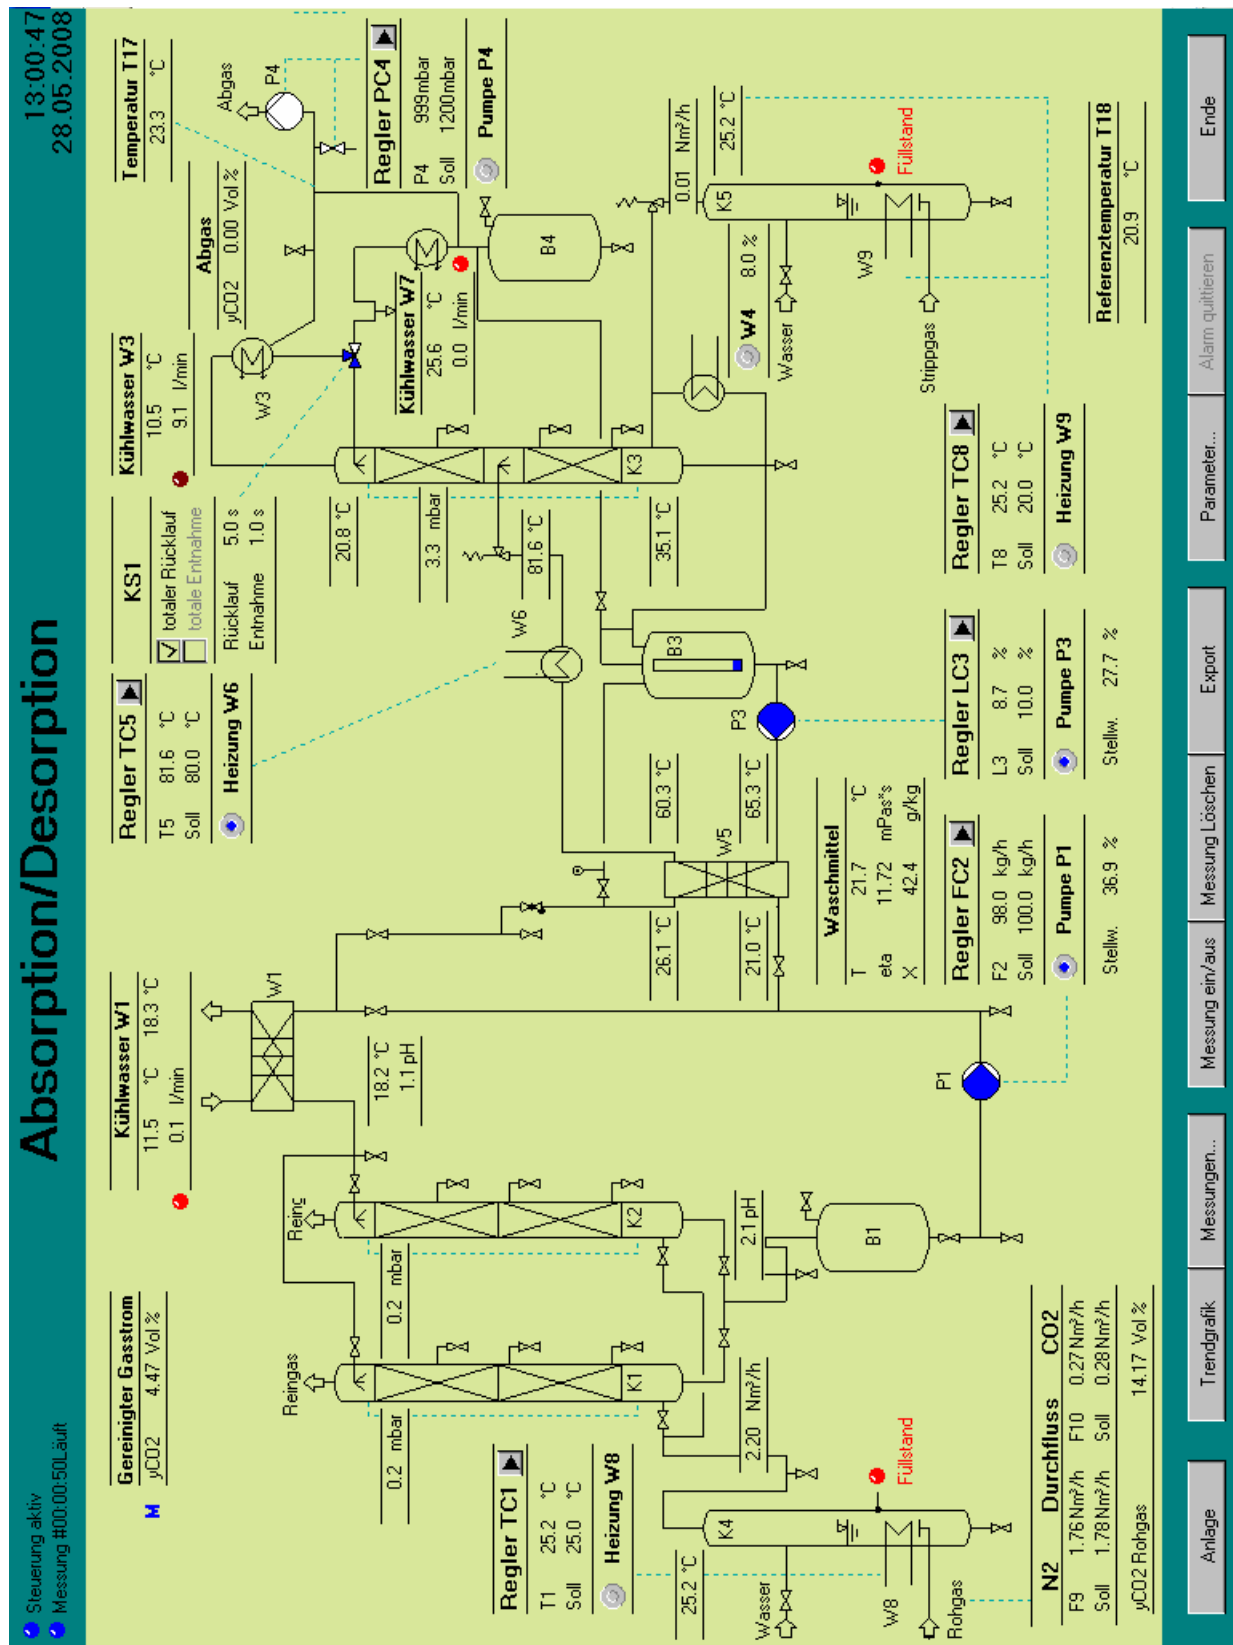 Steuerung aktiv
Messung #00:00:50Läuft
Absorption/Desorption
13:00:47
28.05.2008
M
Gereinigter Gasstrom
yCO2 4.47 Vol %
Kühlwasser W1
11.5 °C 18.3 °C
0.1 l/min
W1
Regler TC5
T5 81.6 °C
Soll 80.0 °C
Heizung W6
KS1
totaler Rücklauf
totale Entnahme
Rücklauf 5.0 s
Entnahme 1.0 s
Kühlwasser W3
10.5 °C
9.1 l/min
W3
Abgas
yCO2 0.00 Vol %
Temperatur T17
23.3 °C
Abgas
P4
Regler PC4
P4 999mbar
Soll 1200mbar
Pumpe P4
Reingas
Reing
0.2 mbar
0.2 mbar
K1
K2
18.2 °C
1.1 pH
20.8 °C
3.3 mbar
81.6 °C
35.1 °C
K3
W6
Kühlwasser W7
25.6 °C
0.0 l/min
B4
Regler TC1
T1 25.2 °C
Soll 25.0 °C
Heizung W8
2.20 Nm³/h
2.1 pH
B1
26.1 °C
21.0 °C
W5
60.3 °C
65.3 °C
P3
B3
W4 8.0 %
0.01 Nm³/h
25.2 °C
K5
Wasser
W9
Strippgas
Füllstand
25.2 °C
K4
Wasser
W8
Rohgas
Füllstand
P1
Waschmittel
T 21.7 °C
eta 11.72 mPas*s
X 42.4 g/kg
Regler FC2
F2 98.0 kg/h
Soll 100.0 kg/h
Pumpe P1
Stellw. 36.9 %
Regler LC3
L3 8.7 %
Soll 10.0 %
Pumpe P3
Stellw. 27.7 %
Regler TC8
T8 25.2 °C
Soll 20.0 °C
Heizung W9
Referenztemperatur T18
20.9 °C
N2 Durchfluss CO2
F9 1.76 Nm³/h F10 0.27 Nm³/h
Soll 1.78 Nm³/h Soll 0.28 Nm³/h
yCO2 Rohgas 14.17 Vol %
Anlage
Trendgrafik
Messungen...
Messung ein/aus
Messung Löschen
Export
Parameter...
Alarm quittieren
Ende